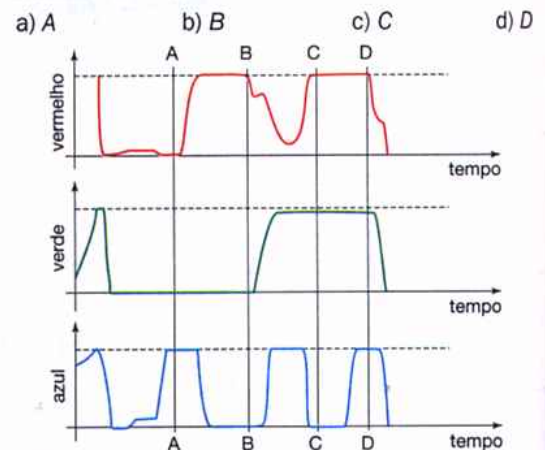 a) A b) B c) C d) D
A B C D
vermelho
tempo
verde
tempo
azul
A B C D
tempo